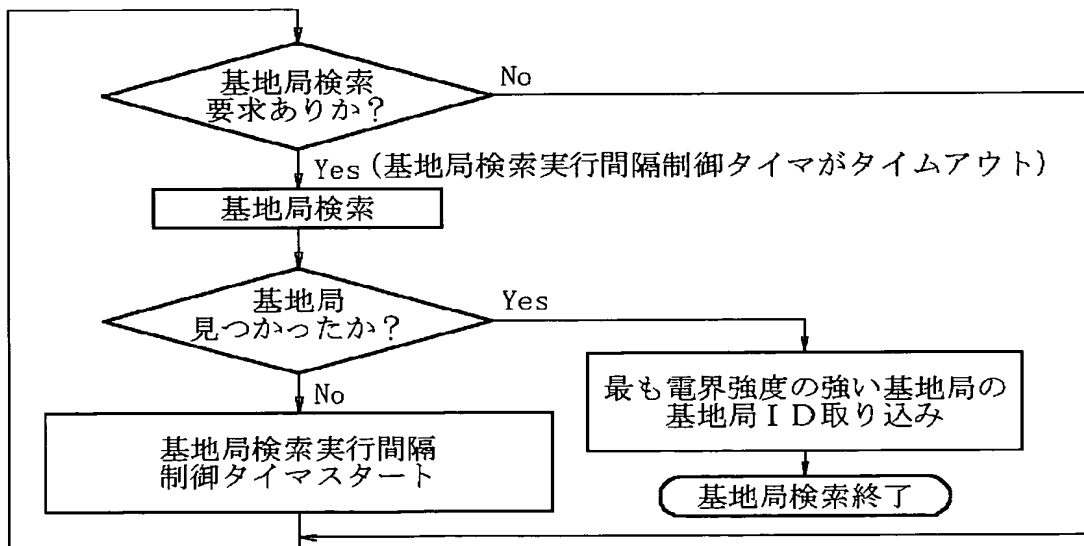 基地局検索
要求ありか？
No
Yes (基地局検索実行間隔制御タイマがタイムアウト)
基地局検索
基地局
見つかったか？
Yes
No
最も電界強度の強い基地局の
基地局ＩＤ取り込み
基地局検索実行間隔
制御タイマスタート
基地局検索終了